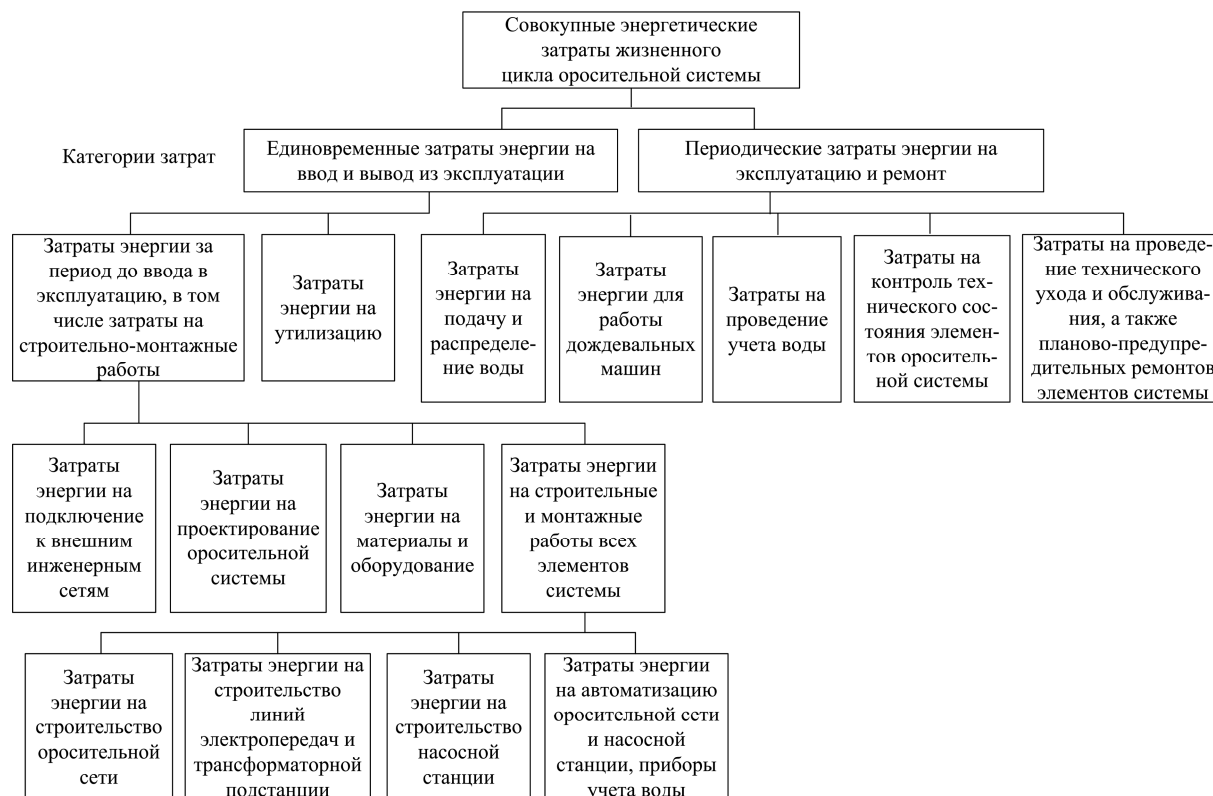 Совокупные энергетические
затраты жизненного
цикла оросительной системы
Категории затрат
Единовременные затраты энергии на
ввод и вывод из эксплуатации
Периодические затраты энергии на
эксплуатацию и ремонт
Затраты энергии за
период до ввода в
эксплуатацию, в том
числе затраты на
строительно-монтажные
работы
Затраты
энергии на
утилизацию
Затраты
энергии на
подачу и
распределе-
ние воды
Затраты
энергии для
работы
дождевальных
машин
Затраты на
проведение
учета воды
Затраты на
контроль тех-
нического сос-
тояния элемен-
тов ороситель-
ной системы
Затраты на проведе-
ние технического
ухода и обслужива-
ния, а также
планово-предупре-
дительных ремонтов
элементов системы
Затраты
энергии на
подключение
к внешним
инженерным
сетям
Затраты
энергии на
проектирование
оросительной
системы
Затраты
энергии на
материалы и
оборудование
Затраты энергии
на строительные
и монтажные
работы всех
элементов
системы
Затраты
энергии на
строительство
оросительной
сети
Затраты энергии на
строительство
линий
электропередач и
трансформаторной
подстанции
Затраты
энергии на
строительство
насосной
станции
Затраты энергии
на автоматизацию
оросительной сети
и насосной
станции, приборы
учета воды